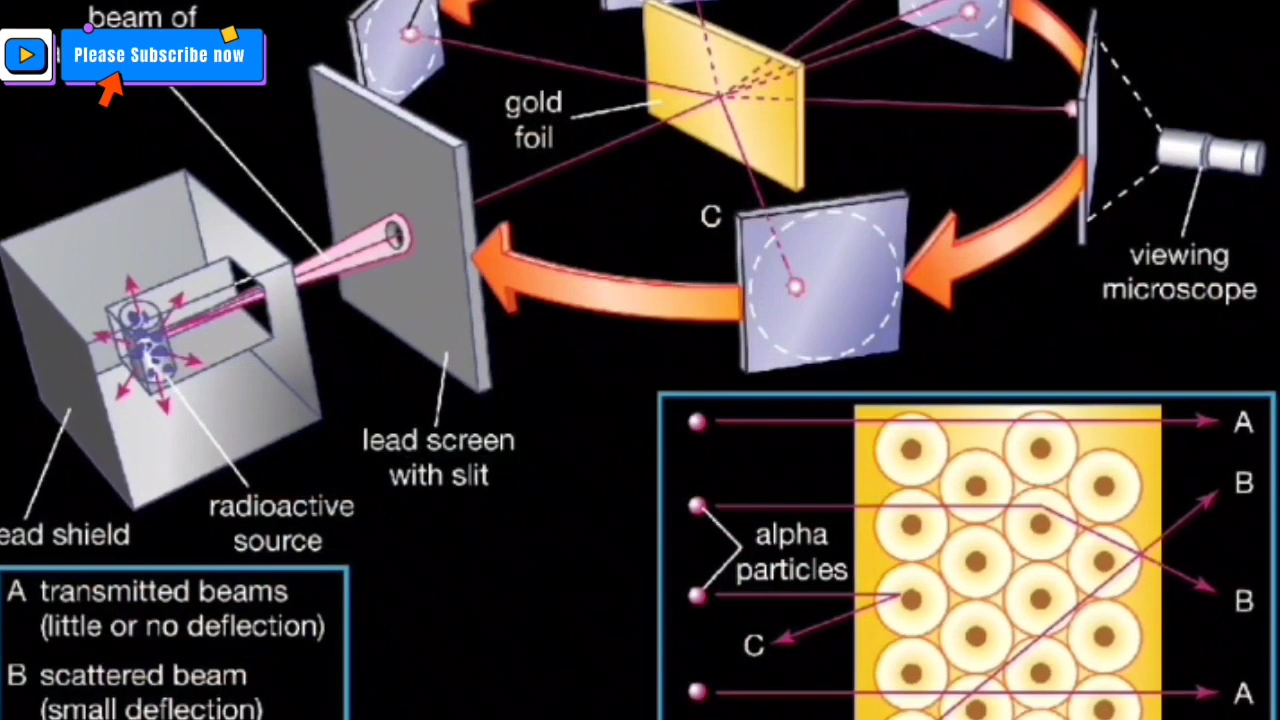 beam of
Please Subscribe now
gold
foil
C
viewing
microscope
lead screen
with slit
radioactive
source
ead shield
A transmitted beams
(little or no deflection)
B scattered beam
(small deflection)
A
B
alpha
particles
B
C
A